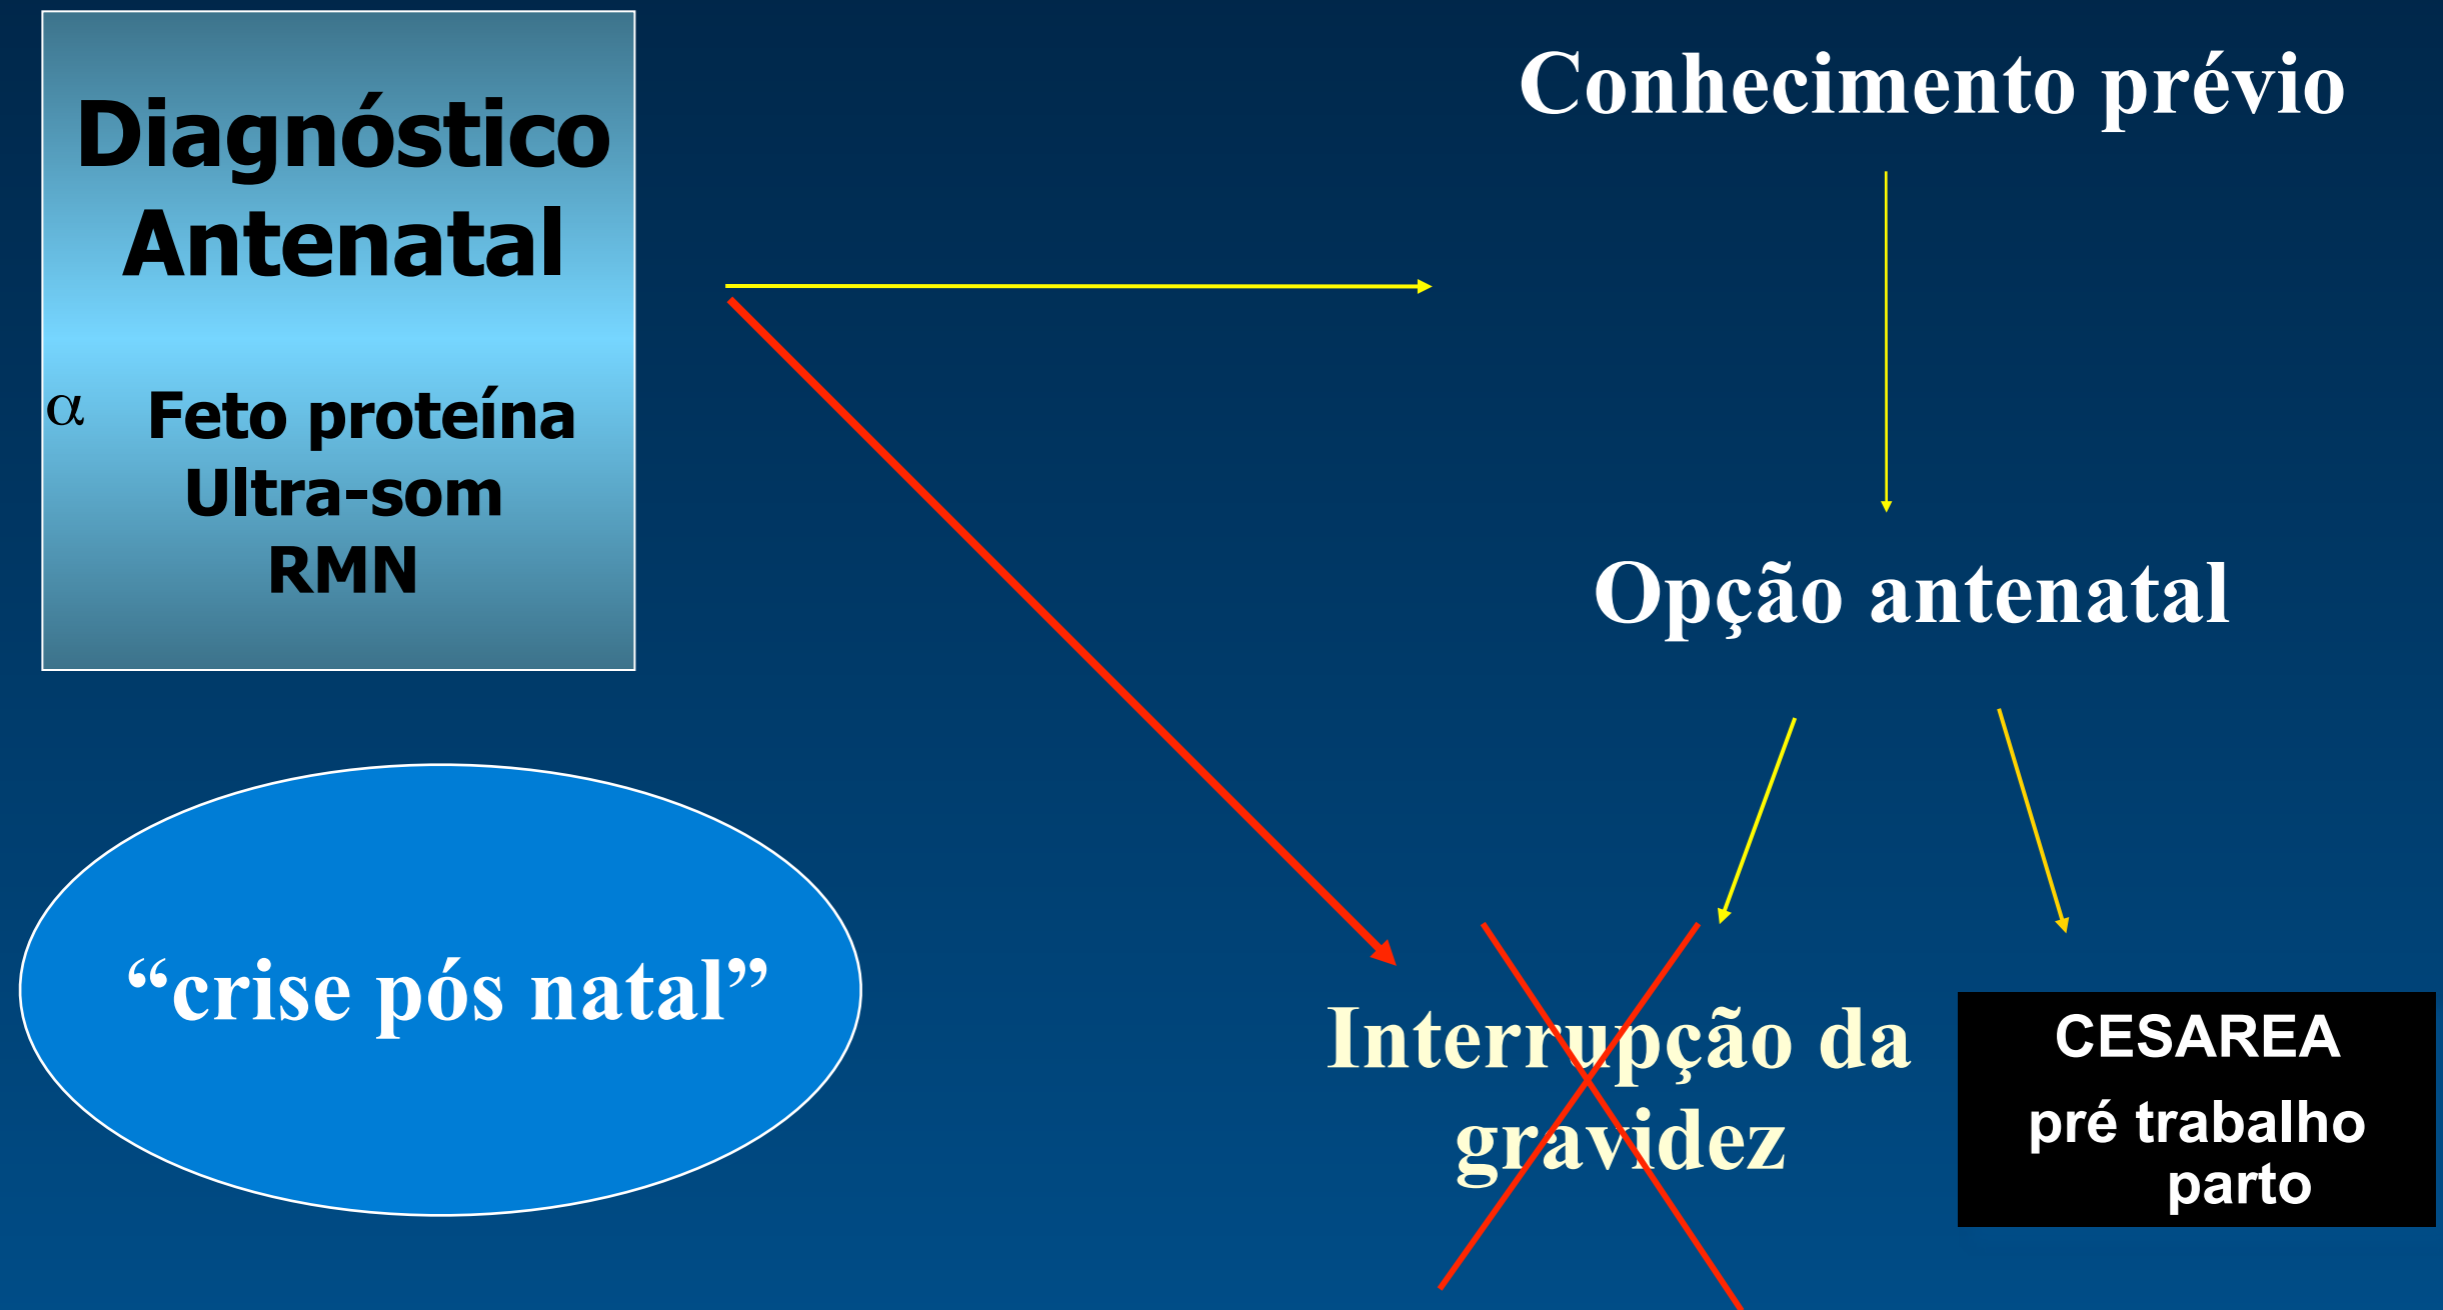 Diagnóstico
Antenatal
α Feto proteína
Ultra-som
RMN
“crise pós natal”
Conhecimento prévio
Opção antenatal
Interrupção da
gravidez
CESAREA
pré trabalho
parto